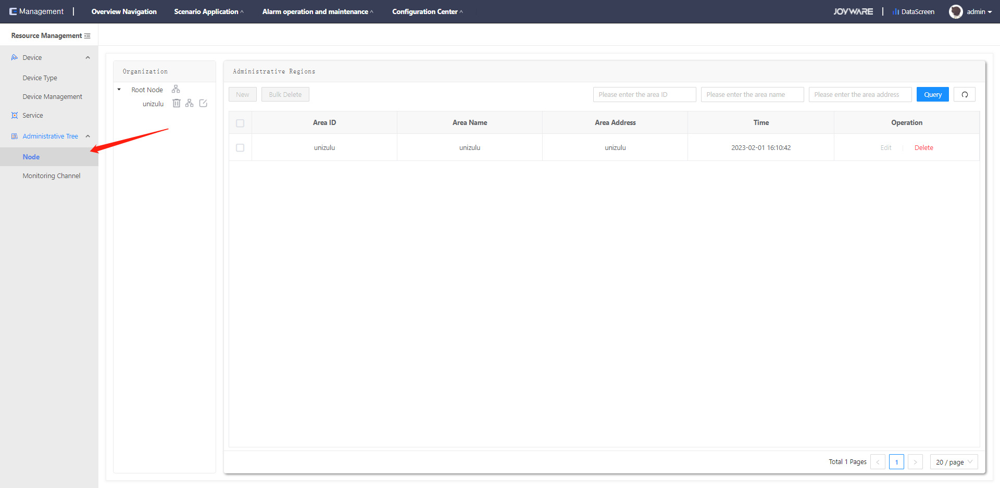 Management | Overview Navigation Scenario Application Alarm operation and maintenance Configuration Center JOYWARE | DataScreen admin
Resource Management
Device
Device Type
Device Management
Service
Administrative Tree
Node
Monitoring Channel
Organization
Root Node
unizulu
Administrative Regions
New Bulk Delete Please enter the area ID Please enter the area name Please enter the area address Query
Area ID Area Name Area Address Time Operation
unizulu unizulu unizulu 2023-02-01 16:10:42 Edit | Delete
Total 1 Pages < 1 > 20 / page